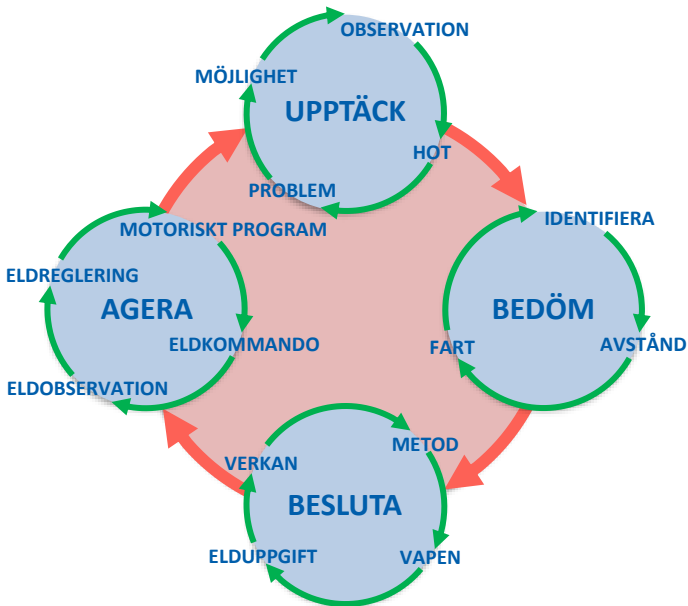 OBSERVATION
MÖJLIGHET
UPPTÄCK
HOT
PROBLEM
IDENTIFIERA
BEDÖM
FART
AVSTÅND
METOD
VERKAN
BESLUTA
ELDUPPGIFT
VAPEN
MOTORISKT PROGRAM
ELDREGLERING
AGERA
ELDKOMMANDO
ELDOBSERVATION